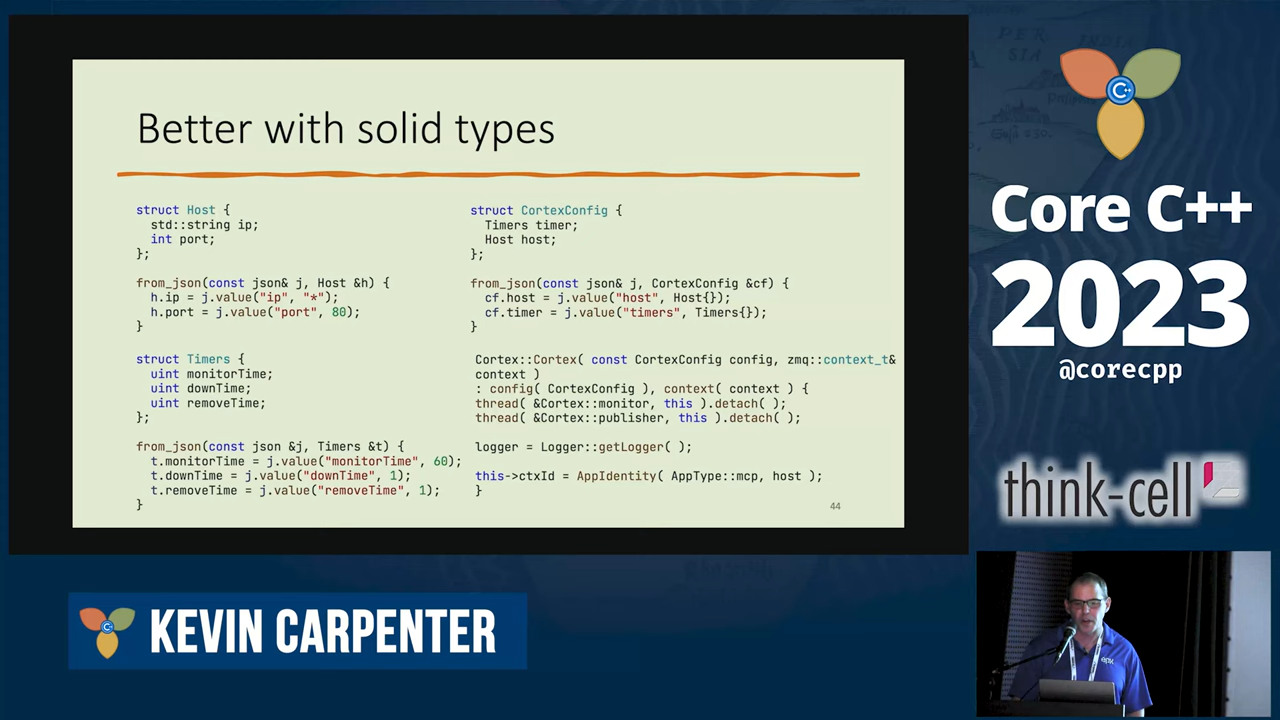 Better with solid types
struct Host {
std::string ip;
int port;
};
from_json(const json& j, Host &h) {
h.ip = j.value("ip", "*");
h.port = j.value("port", 80);
}
struct Timers {
uint monitorTime;
uint downTime;
uint removeTime;
};
from_json(const json &j, Timers &t) {
t.monitorTime = j.value("monitorTime", 60);
t.downTime = j.value("downTime", 1);
t.removeTime = j.value("removeTime", 1);
}
struct CortexConfig {
Timers timer;
Host host;
};
from_json(const json& j, CortexConfig &cf) {
cf.host = j.value("host", Host{});
cf.timer = j.value("timers", Timers{});
}
Cortex::Cortex( const CortexConfig config, zmq::context_t&
context )
: config( CortexConfig ), context( context ) {
thread( &Cortex::monitor, this ).detach( );
thread( &Cortex::publisher, this ).detach( );
logger = Logger::getLogger( );
this->ctxId = AppIdentity( AppType::mcp, host );
}
44
C++
Core C++
2023
@corecpp
think-cell
C++
KEVIN CARPENTER
epx
PERSIA
INDIA